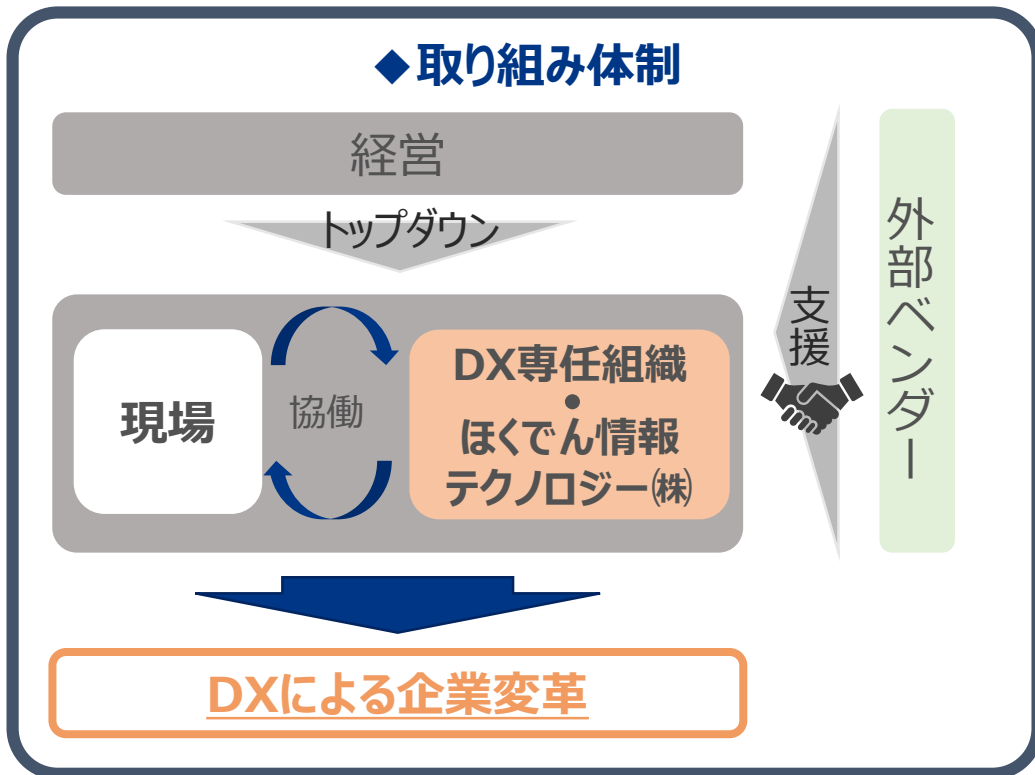 ◆取り組み体制
経営
トップダウン
現場
協働
DX専任組織
・
ほくでん情報
テクノロジー㈱
支援
外部ベンダー
DXによる企業変革